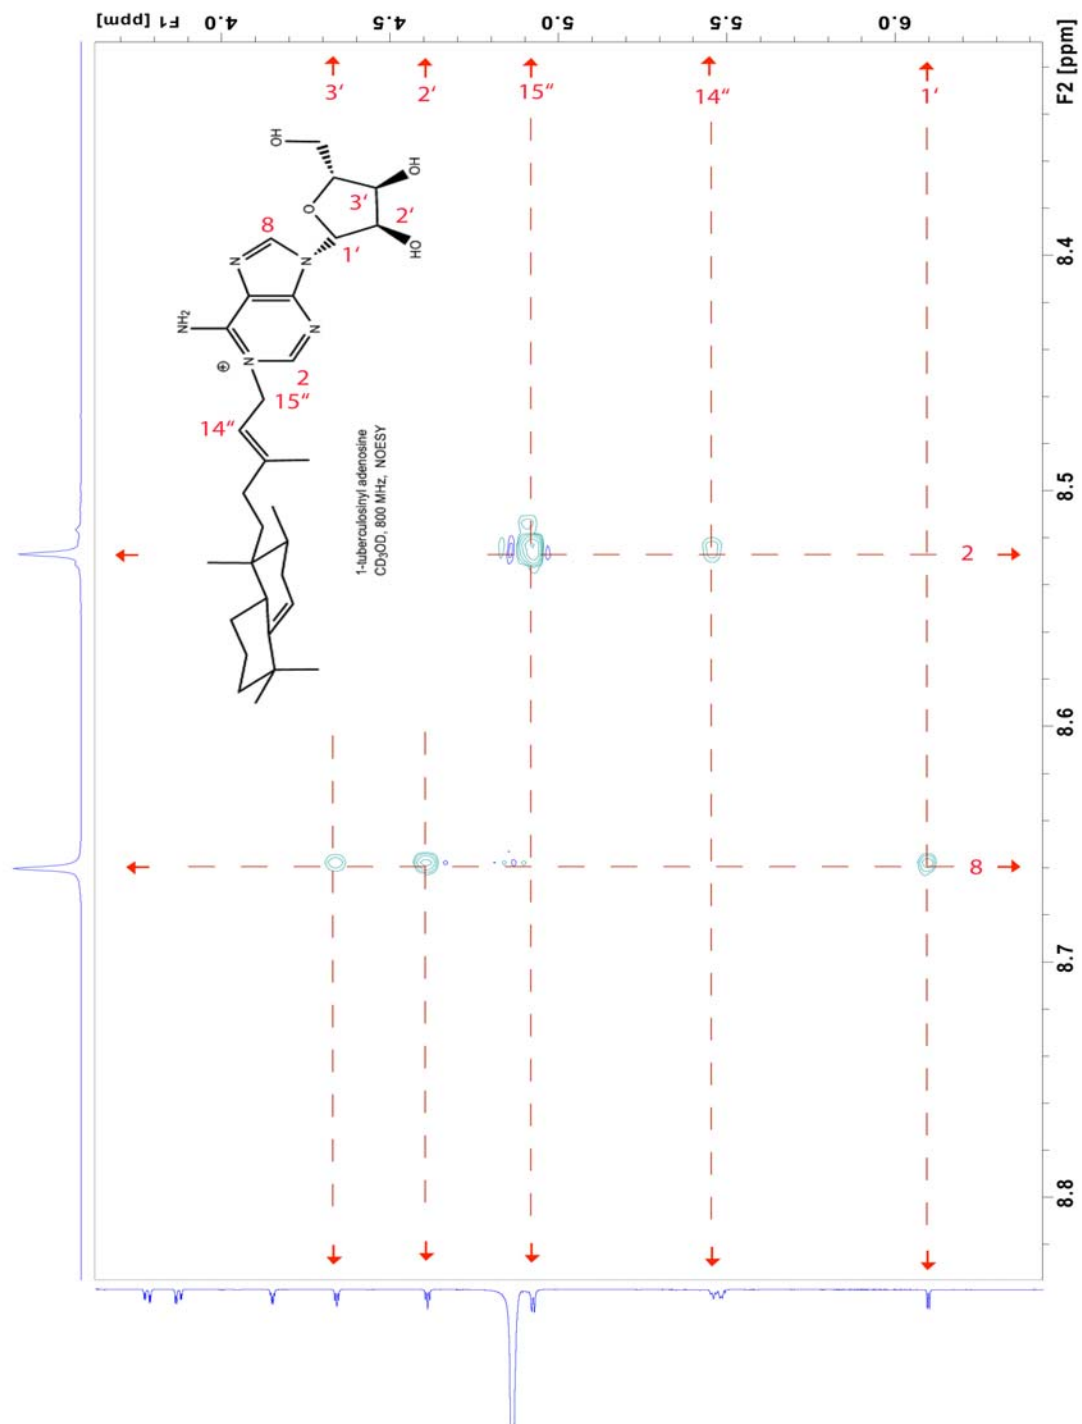 F1 [ppm]
4.0
4.5
5.0
5.5
6.0
F2 [ppm]
3'
2'
15"
14"
1'
OH
OH
3'
2'
OH
O
1'
8
N
N
NH2
N
N
⊕
2
15"
14"
1-tuberculosinyl adenosine
CD3OD, 800 MHz, NOESY
8.4
8.5
8.6
8.7
8.8
2
8